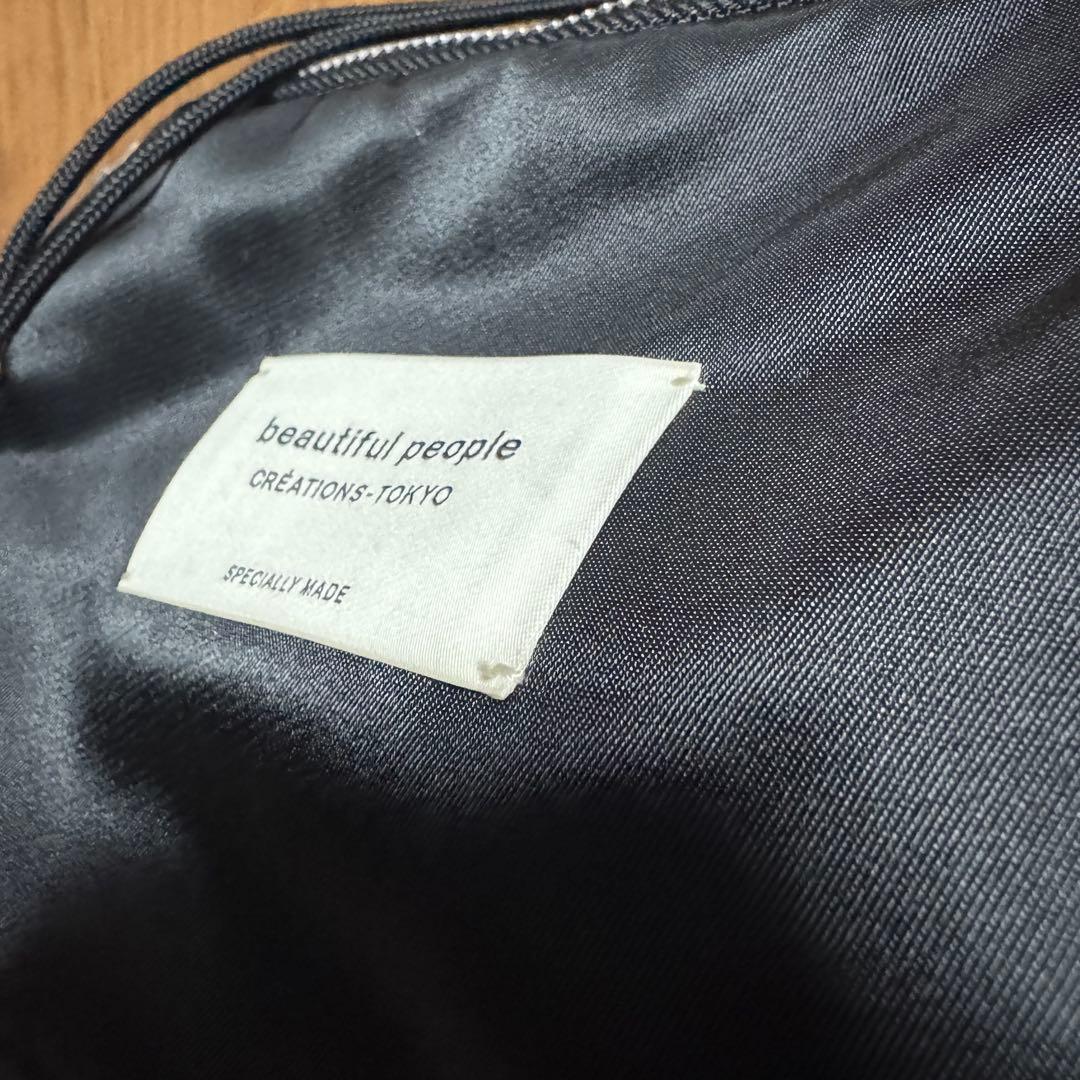 beautiful people
CRÉATIONS-TOKYO
SPECIALLY MADE